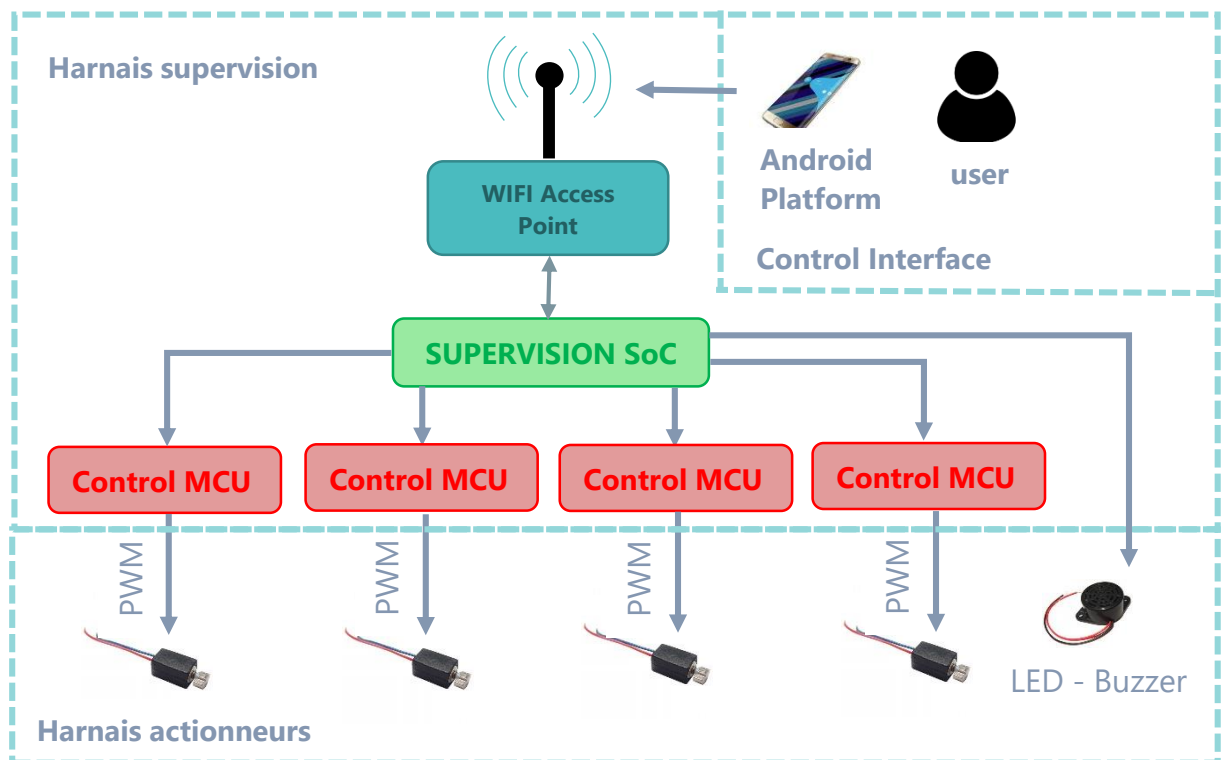 Harnais supervision
Android
Platform
user
WIFI Access
Point
Control Interface
SUPERVISION SoC
Control MCU
Control MCU
Control MCU
Control MCU
PWM
PWM
PWM
PWM
LED - Buzzer
Harnais actionneurs